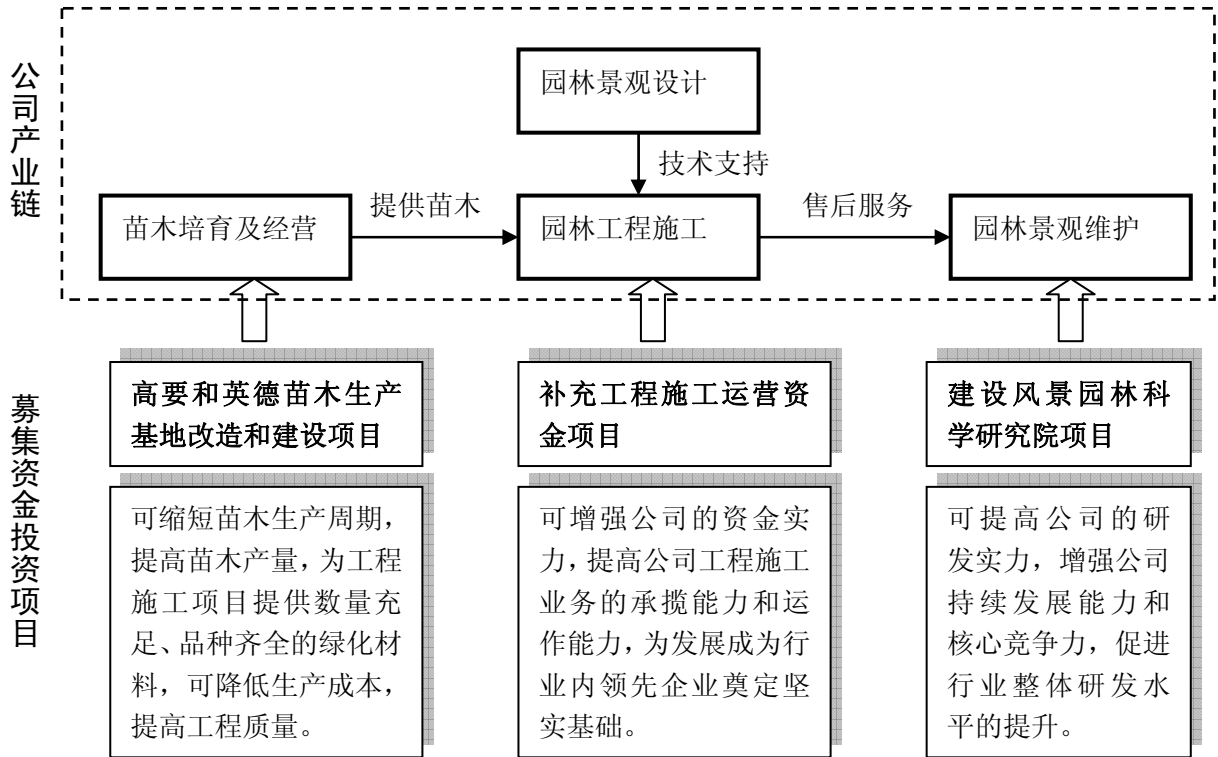 公司产业链
园林景观设计
技术支持
苗木培育及经营
提供苗木
园林工程施工
售后服务
园林景观维护
募集资金投资项目
高要和英德苗木生产
基地改造和建设项目
可缩短苗木生产周期，
提高苗木产量，为工程
施工项目提供数量充
足、品种齐全的绿化材
料，可降低生产成本，
提高工程质量。
补充工程施工运营资
金项目
可增强公司的资金实
力，提高公司工程施工
业务的承揽能力和运
作能力，为发展成为行
业内领先企业奠定坚
实基础。
建设风景园林科
学研究院项目
可提高公司的研
发实力，增强公司
持续发展能力和
核心竞争力，促进
行业整体研发水
平的提升。